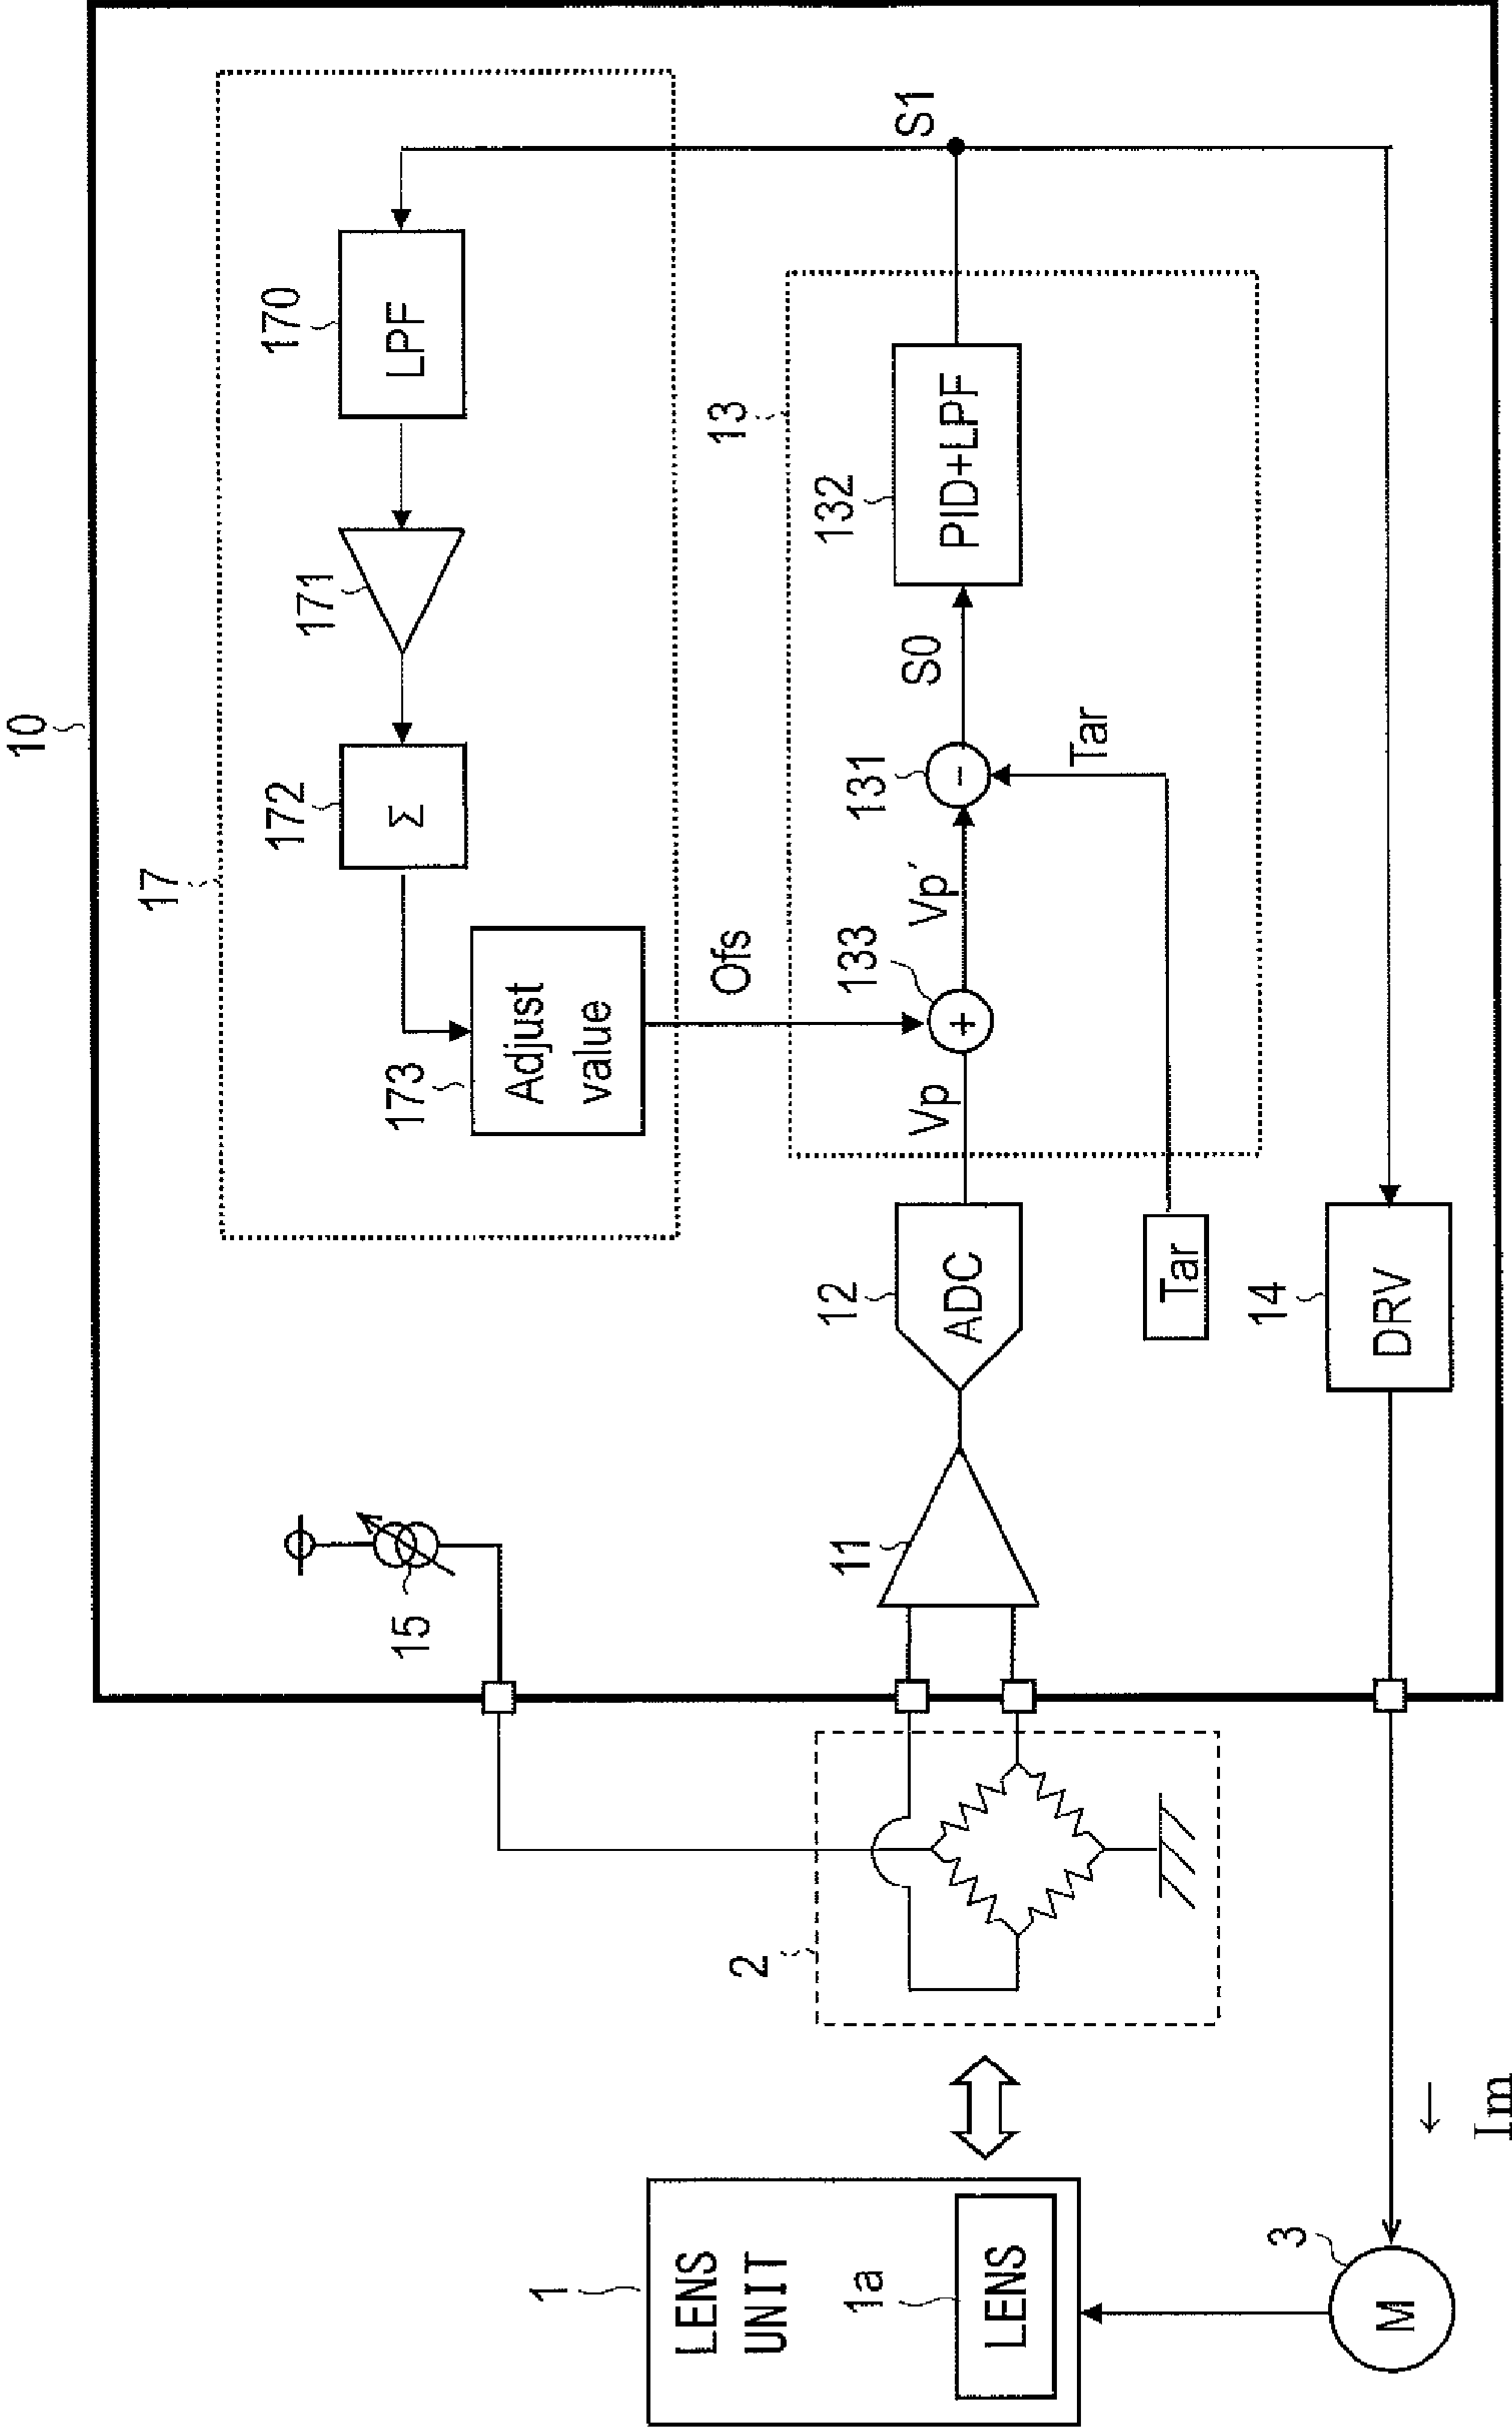 10
17
170
LPF
171
172
Σ
173
Adjust
value
Ofs
S1
13
132
PID+LPF
S0
131
-
Tar
Vp´
133
+
Vp
12
ADC
Tar
14
DRV
15
11
2
1
LENS
UNIT
1a
LENS
3
M
Im